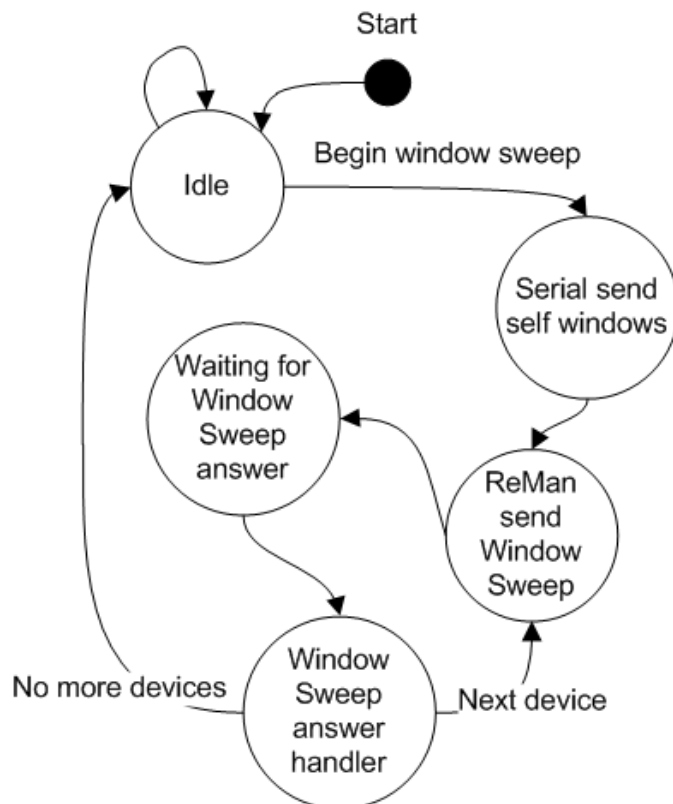 Start
Begin window sweep
Idle
Serial send
self windows
Waiting for
Window
Sweep
answer
ReMan
send
Window
Sweep
Window
Sweep
answer
handler
No more devices
Next device